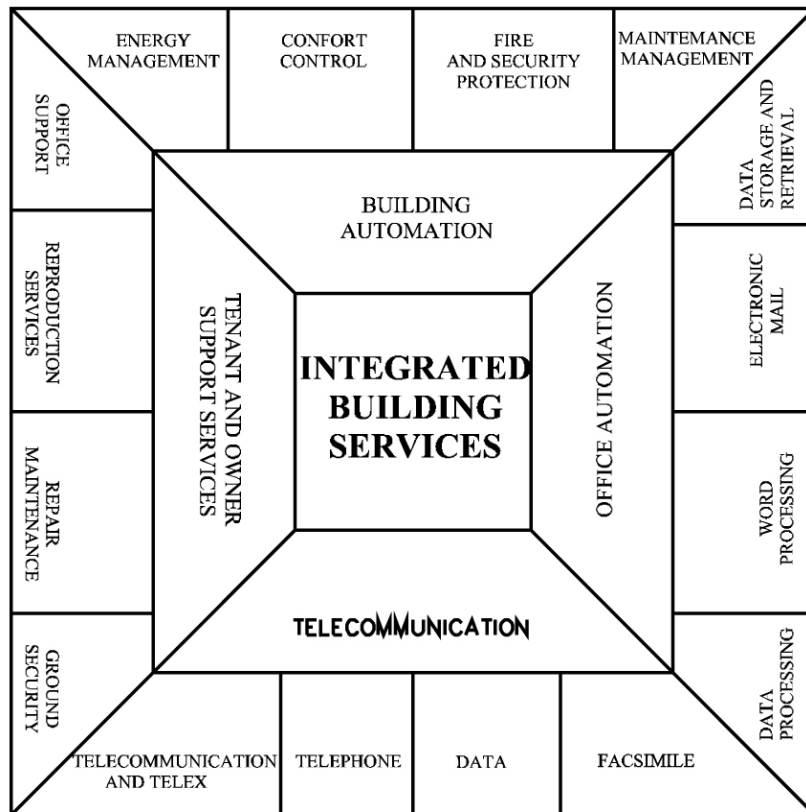 ENERGY
MANAGEMENT
CONFORT
CONTROL
FIRE
AND SECURITY
PROTECTION
MAINTEMANCE
MANAGEMENT
OFFICE
SUPPORT
DATA
STORAGE AND
RETRIEVAL
BUILDING
AUTOMATION
REPRODUCTION
SERVICES
TENANT AND OWNER
SUPPORT SERVICES
INTEGRATED
BUILDING
SERVICES
OFFICE AUTOMATION
ELECTRONIC
MAIL
REPAIR
MAINTENANCE
WORD
PROCESSING
TELECOMMUNICATION
GROUND
SECURITY
DATA
PROCESSING
TELECOMMUNICATION
AND TELEX
TELEPHONE
DATA
FACSIMILE